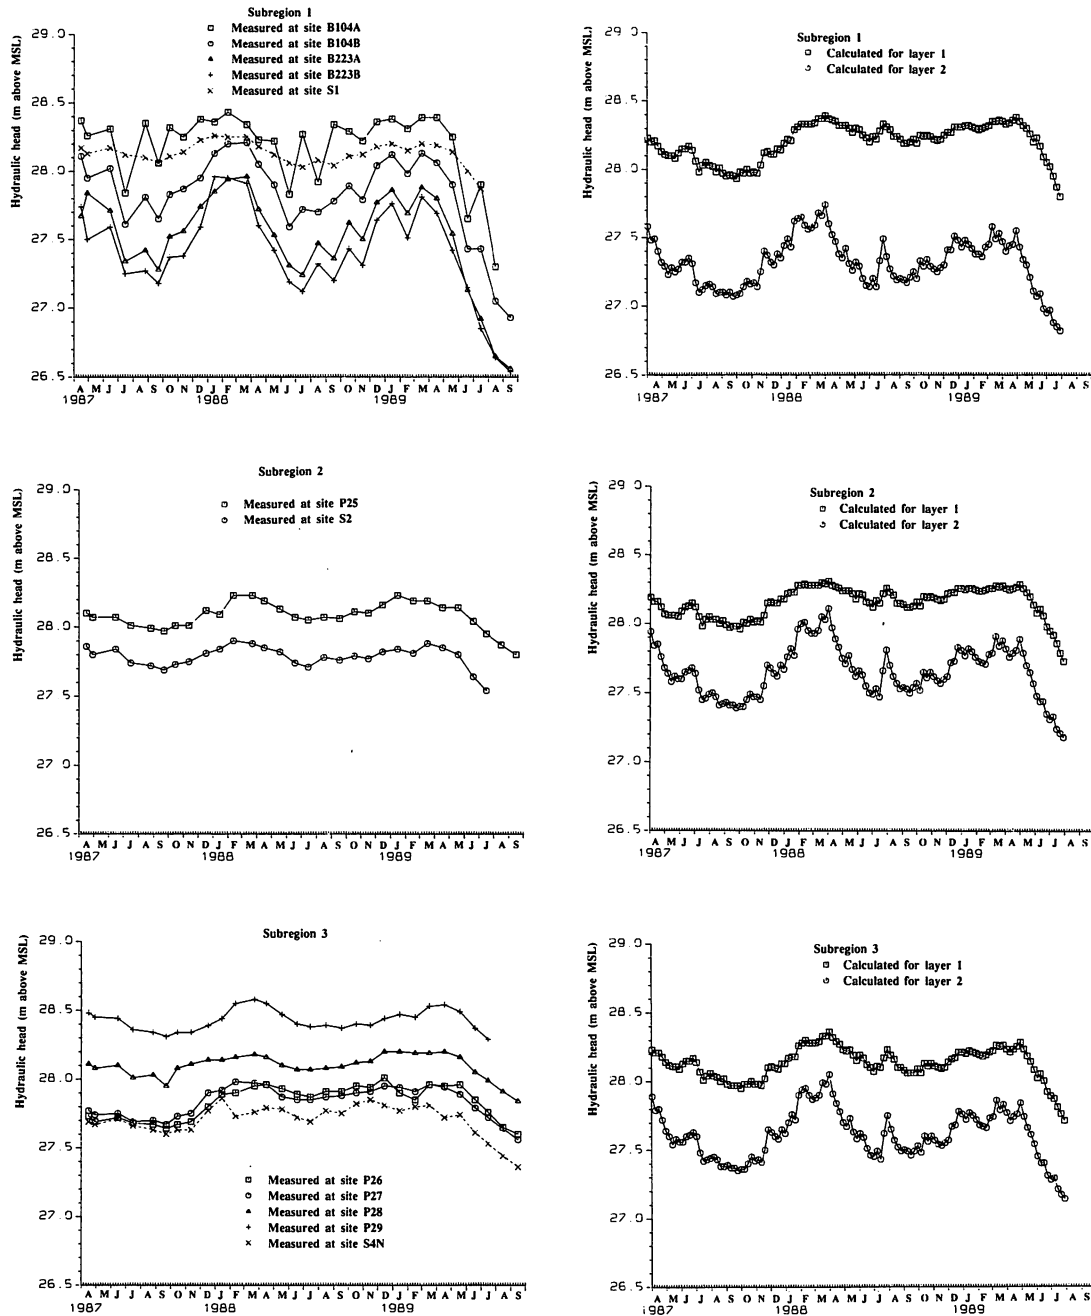 Subregion 1
Measured at site B104A
Measured at site B104B
Measured at site B223A
Measured at site B223B
Measured at site S1
Hydraulic head (m above MSL)
29.0
28.5
28.0
27.5
27.0
26.5
A M J J A S O N D J F M A M J J A S O N D J F M A M J J A S
1987 1988 1989
Subregion 1
Calculated for layer 1
Calculated for layer 2
Hydraulic head (m above MSL)
29.0
28.5
28.0
27.5
27.0
26.5
A M J J A S O N D J F M A M J J A S O N D J F M A M J J A S
1987 1988 1989
Subregion 2
Measured at site P25
Measured at site S2
Hydraulic head (m above MSL)
29.0
28.5
28.0
27.5
27.0
26.5
A M J J A S O N D J F M A M J J A S O N D J F M A M J J A S
1987 1988 1989
Subregion 2
Calculated for layer 1
Calculated for layer 2
Hydraulic head (m above MSL)
29.0
28.5
28.0
27.5
27.0
26.5
A M J J A S O N D J F M A M J J A S O N D J F M A M J J A S
1987 1988 1989
Subregion 3
Hydraulic head (m above MSL)
29.0
28.5
28.0
27.5
27.0
26.5
Measured at site P26
Measured at site P27
Measured at site P28
Measured at site P29
Measured at site S4N
A M J J A S O N D J F M A M J J A S O N D J F M A M J J A S
1987 1988 1989
Subregion 3
Calculated for layer 1
Calculated for layer 2
Hydraulic head (m above MSL)
29.0
28.5
28.0
27.5
27.0
26.5
A M J J A S O N D J F M A M J J A S O N D J F M A M J J A S
1987 1988 1989